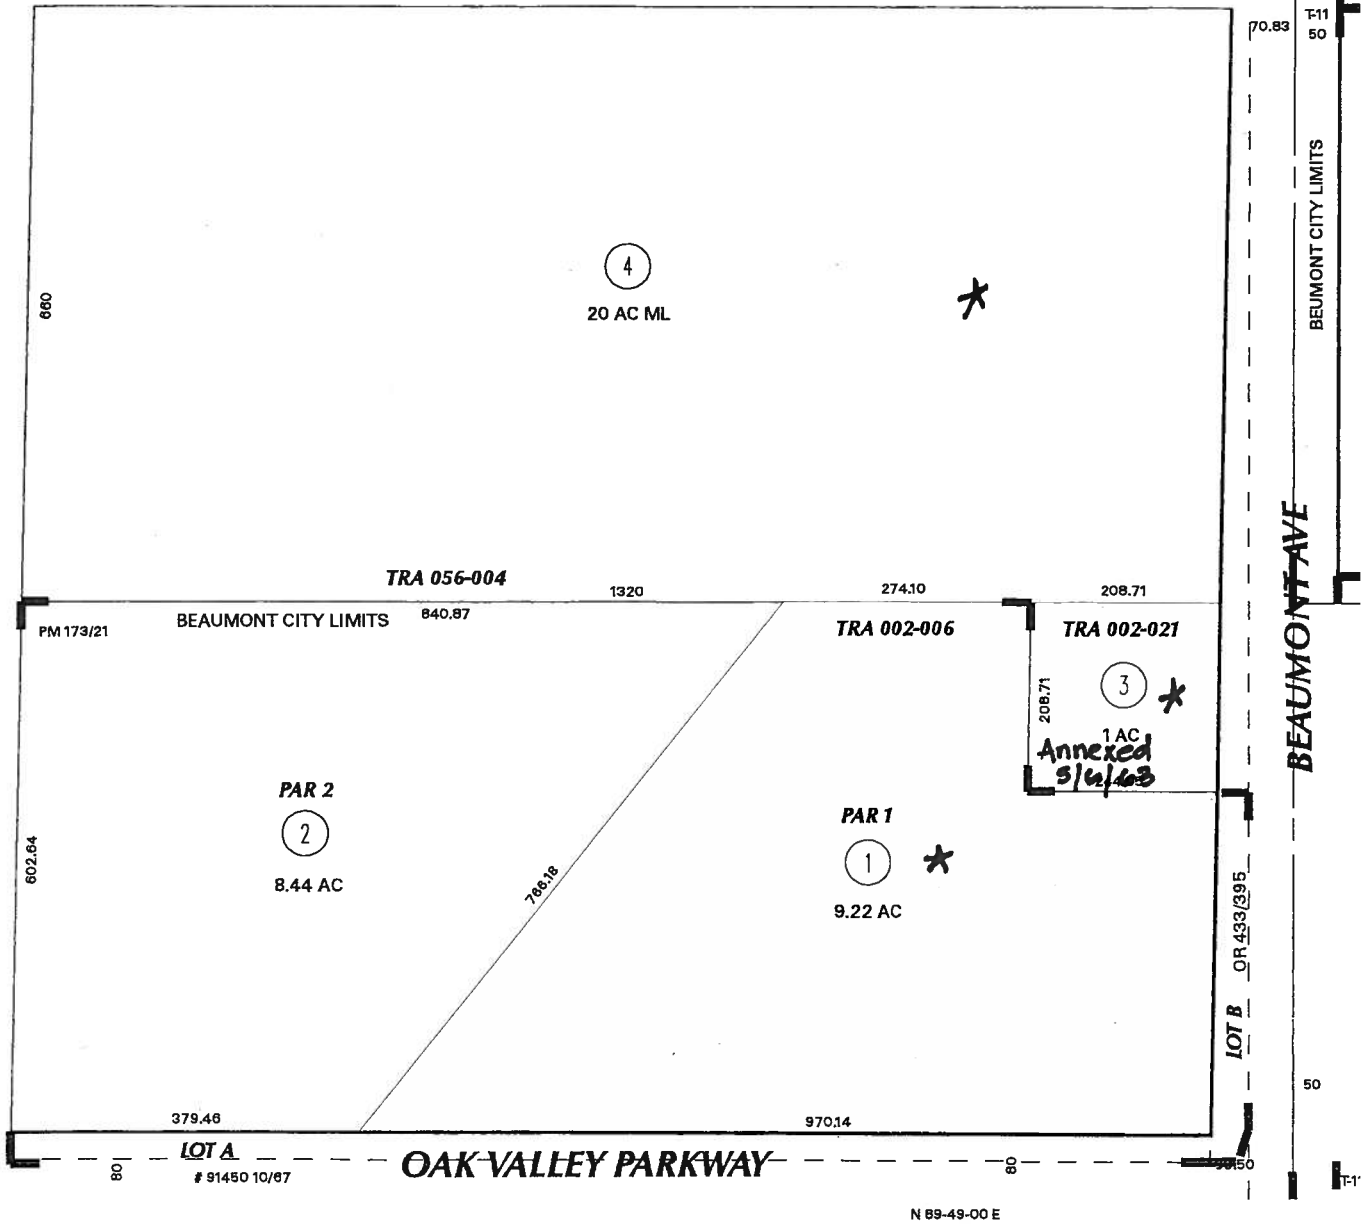 70.83
T-11
50
BEUMONT CITY LIMITS
660
4
20 AC ML
TRA 056-004
1320
274.10
208.71
BEAUMONT CITY LIMITS
840.87
PM 173/21
TRA 002-006
TRA 002-021
3
208.71
1 AC
Annexed
BEAUMONT AVE
PAR 2
2
8.44 AC
602.64
PAR 1
1
9.22 AC
766.18
OR 433/395
LOT B
50
379.46
970.14
LOT A
# 91450 10/67
80
OAK VALLEY PARKWAY
80
T-1
N 89-49-00 E